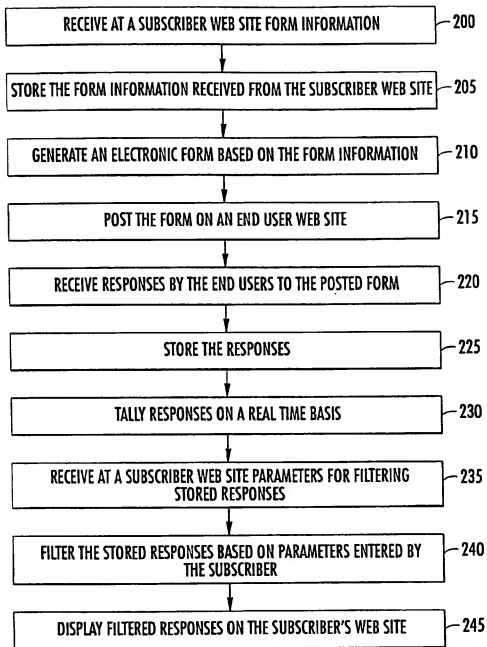 RECEIVE AT A SUBSCRIBER WEB SITE FORM INFORMATION 200
STORE THE FORM INFORMATION RECEIVED FROM THE SUBSCRIBER WEB SITE 205
GENERATE AN ELECTRONIC FORM BASED ON THE FORM INFORMATION 210
POST THE FORM ON AN END USER WEB SITE 215
RECEIVE RESPONSES BY THE END USERS TO THE POSTED FORM 220
STORE THE RESPONSES 225
TALLY RESPONSES ON A REAL TIME BASIS 230
RECEIVE AT A SUBSCRIBER WEB SITE PARAMETERS FOR FILTERING 235
STORED RESPONSES
FILTER THE STORED RESPONSES BASED ON PARAMETERS ENTERED BY 240
THE SUBSCRIBER
DISPLAY FILTERED RESPONSES ON THE SUBSCRIBER'S WEB SITE 245